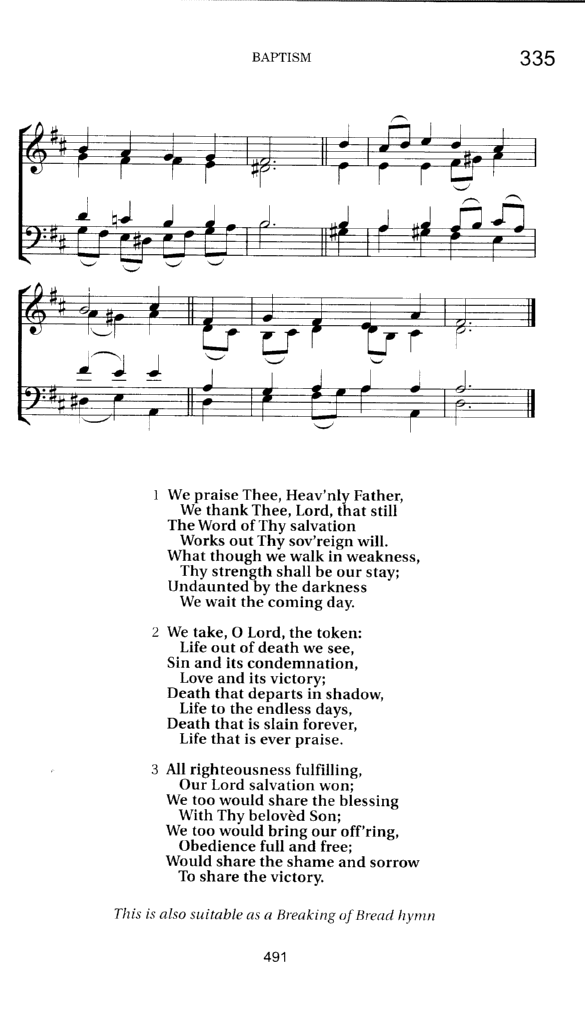 BAPTISM 335
1 We praise Thee, Heav'nly Father,
We thank Thee, Lord, that still
The Word of Thy salvation
Works out Thy sov'reign will.
What though we walk in weakness,
Thy strength shall be our stay;
Undaunted by the darkness
We wait the coming day.
2 We take, O Lord, the token:
Life out of death we see,
Sin and its condemnation,
Love and its victory;
Death that departs in shadow,
Life to the endless days,
Death that is slain forever,
Life that is ever praise.
3 All righteousness fulfilling,
Our Lord salvation won;
We too would share the blessing
With Thy belovèd Son;
We too would bring our off'ring,
Obedience full and free;
Would share the shame and sorrow
To share the victory.
This is also suitable as a Breaking of Bread hymn
491